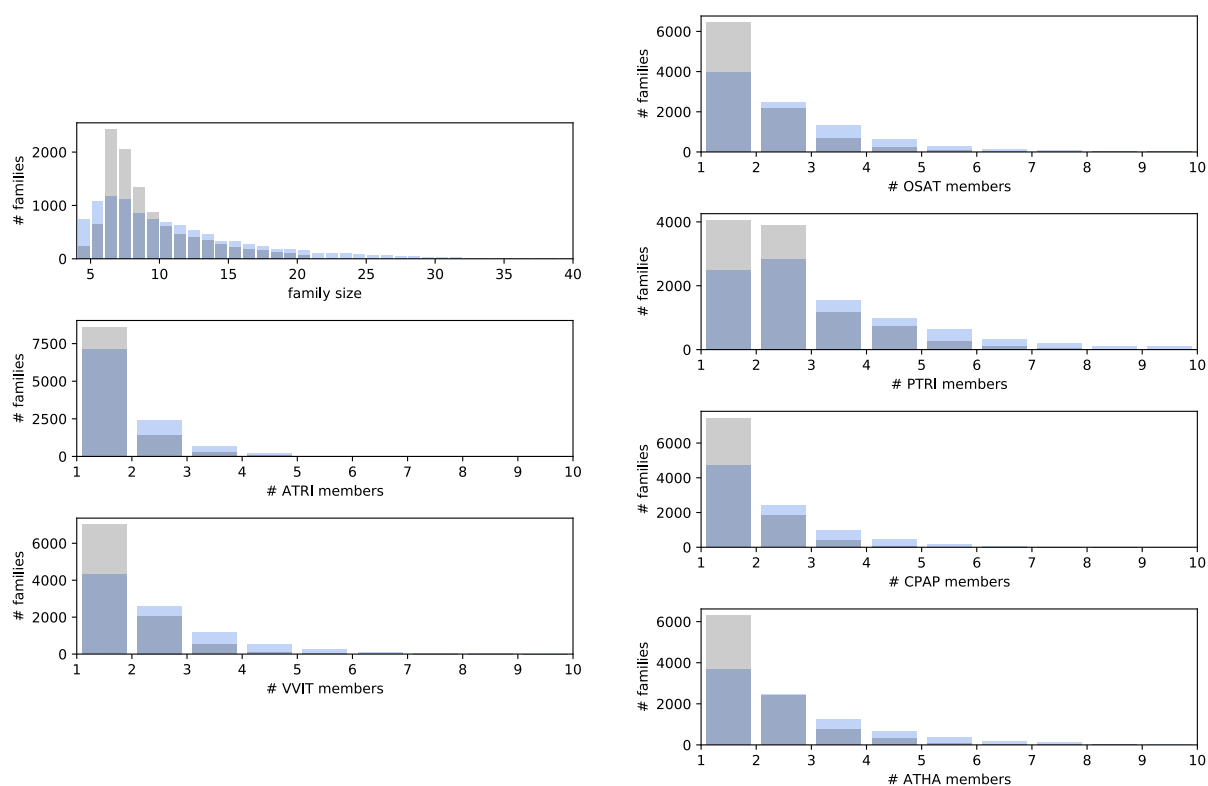 # families
2000
1000
0
5 10 15 20 25 30 35 40
family size
# families
7500
5000
2500
0
1 2 3 4 5 6 7 8 9 10
# ATRI members
# families
6000
4000
2000
0
1 2 3 4 5 6 7 8 9 10
# VVIT members
# families
6000
4000
2000
0
1 2 3 4 5 6 7 8 9 10
# OSAT members
# families
4000
2000
0
1 2 3 4 5 6 7 8 9 10
# PTRI members
# families
6000
4000
2000
0
1 2 3 4 5 6 7 8 9 10
# CPAP members
# families
6000
4000
2000
0
1 2 3 4 5 6 7 8 9 10
# ATHA members